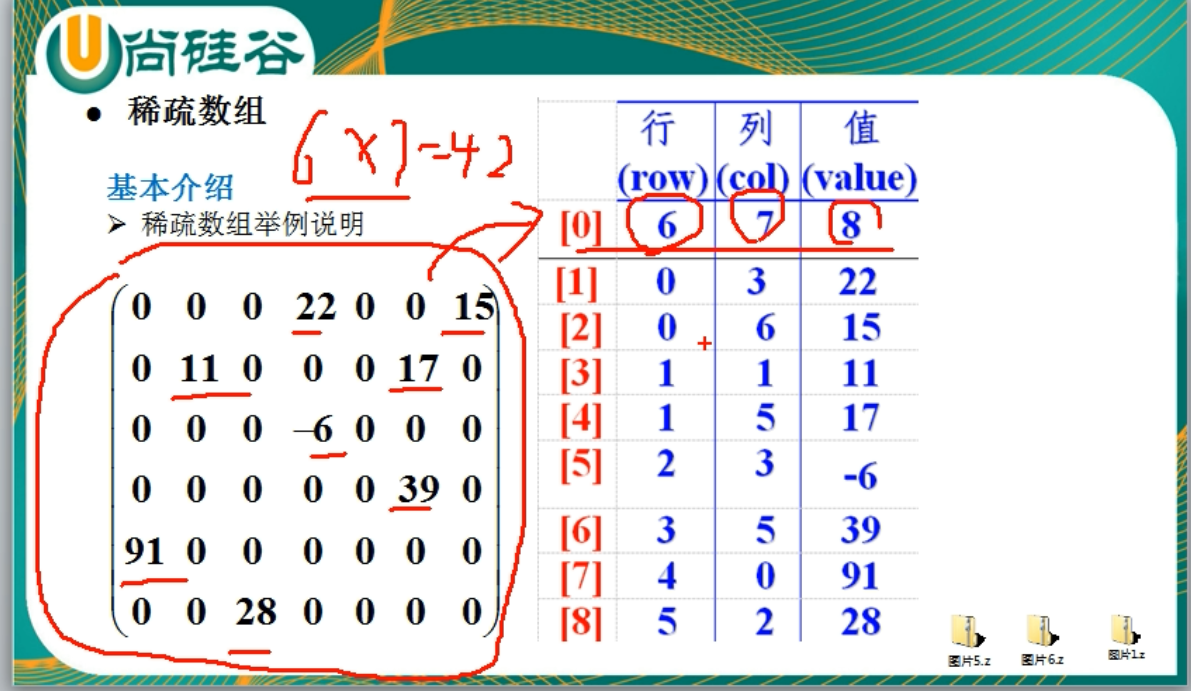 尚硅谷
● 稀疏数组
6 x 7 = 42
基本介绍
➢ 稀疏数组举例说明
0 0 0 22 0 0 15
0 11 0 0 0 17 0
0 0 0 –6 0 0 0
0 0 0 0 0 39 0
91 0 0 0 0 0 0
0 0 28 0 0 0 0
行 列 值
(row) (col) (value)
[0] 6 7 8
[1] 0 3 22
[2] 0 6 15
[3] 1 1 11
[4] 1 5 17
[5] 2 3 -6
[6] 3 5 39
[7] 4 0 91
[8] 5 2 28
图片5.z 图片6.z 图片1.z